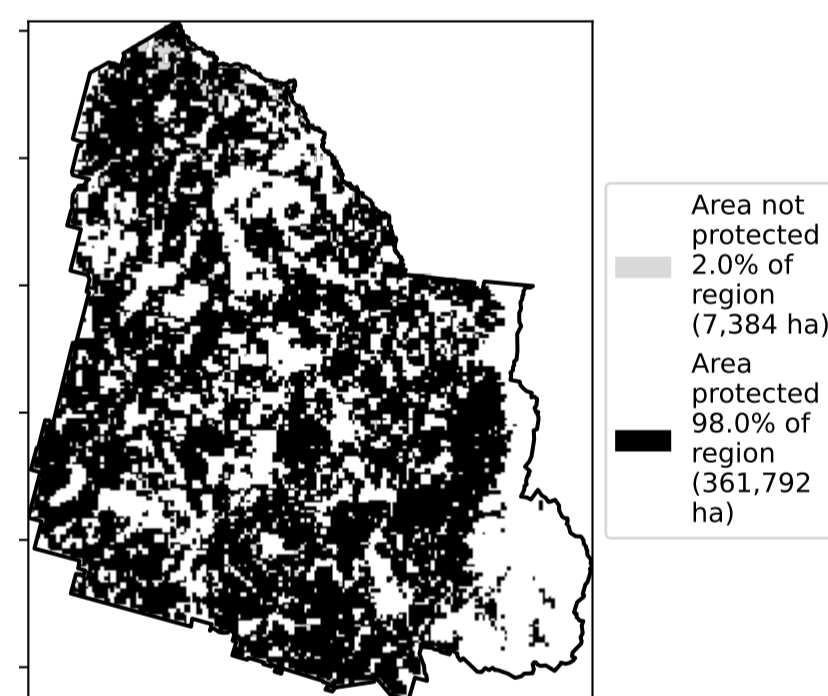 Area not
protected
2.0% of
region
(7,384 ha)
Area
protected
98.0% of
region
(361,792
ha)